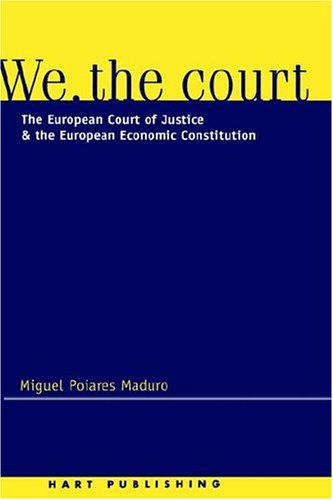 We, the court
The European Court of Justice
& the European Economic Constitution
Miguel Poiares Maduro
HART PUBLISHING